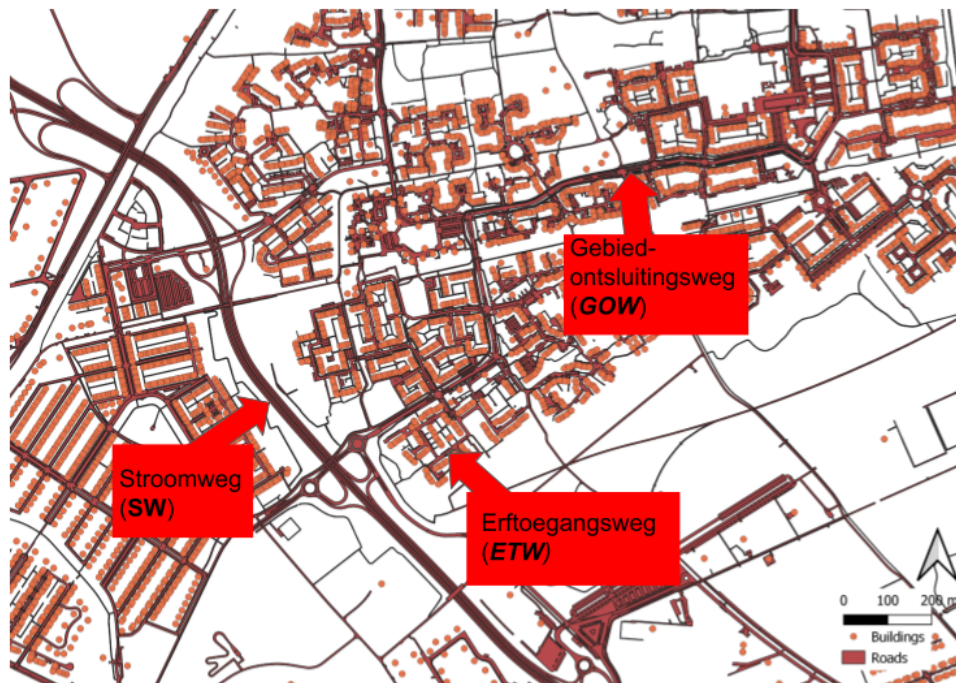 Gebied-
ontsluitingsweg
(GOW)
Stroomweg
(SW)
Erftoegangsweg
(ETW)
0 100 200 m
Buildings
Roads